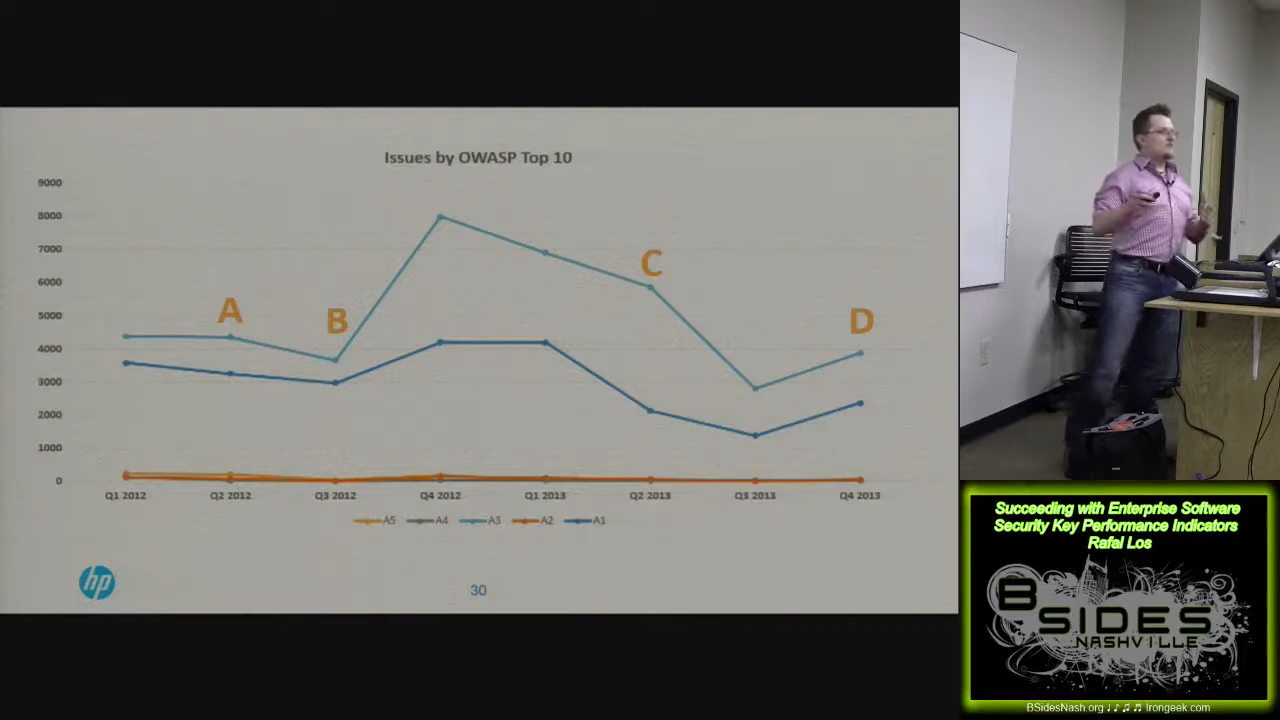 Issues by OWASP Top 10
9000
8000
7000
6000
5000
4000
3000
2000
1000
0
A
B
C
D
Q1 2012 Q2 2012 Q3 2012 Q4 2012 Q1 2013 Q2 2013 Q3 2013 Q4 2013
A5 A4 A3 A2 A1
hp
30
Succeeding with Enterprise Software
Security Key Performance Indicators
Rafal Los
BSIDES
NASHVILLE
BSidesNash.org ♩ ♪ ♫ ♬ Irongeek.com